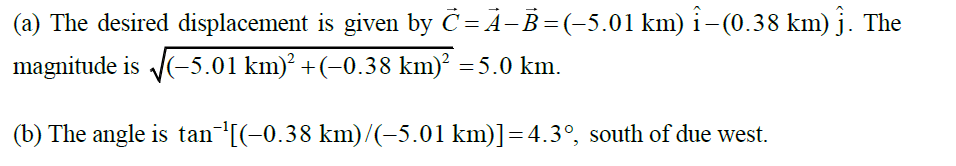 (a) The desired displacement is given by C⃗ = A⃗ − B⃗ = (−5.01 km) î − (0.38 km) ĵ. The
magnitude is √((−5.01 km)² + (−0.38 km)²) = 5.0 km.
(b) The angle is tan⁻¹[(−0.38 km)/(−5.01 km)] = 4.3°, south of due west.